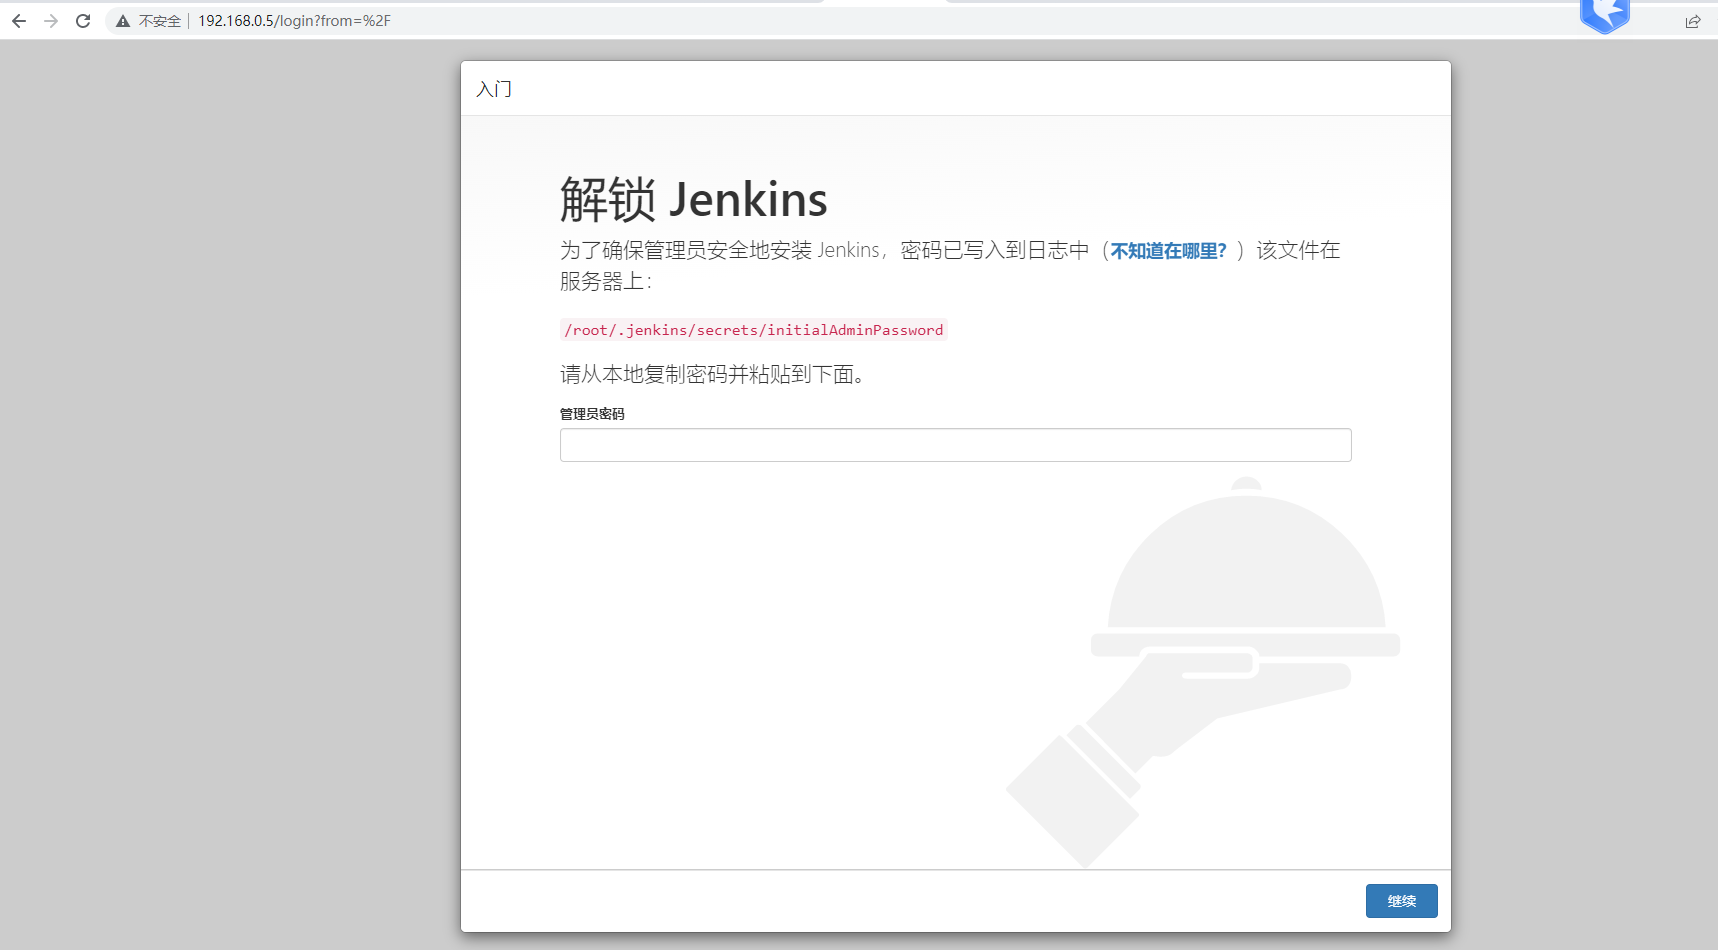 不安全 192.168.0.5/login?from=%2F
入门
解锁 Jenkins
为了确保管理员安全地安装 Jenkins，密码已写入到日志中（不知道在哪里？）该文件在
服务器上：
/root/.jenkins/secrets/initialAdminPassword
请从本地复制密码并粘贴到下面。
管理员密码
继续